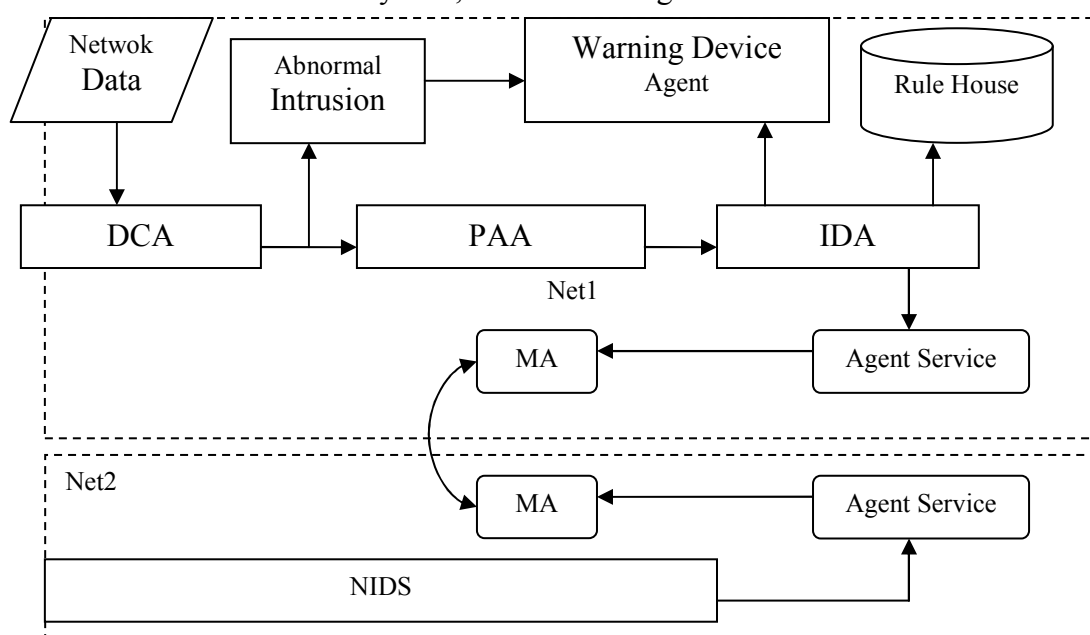 Netwok
Data
Abnormal
Intrusion
Warning Device
Agent
Rule House
DCA
PAA
IDA
Net1
MA
Agent Service
Net2
MA
Agent Service
NIDS